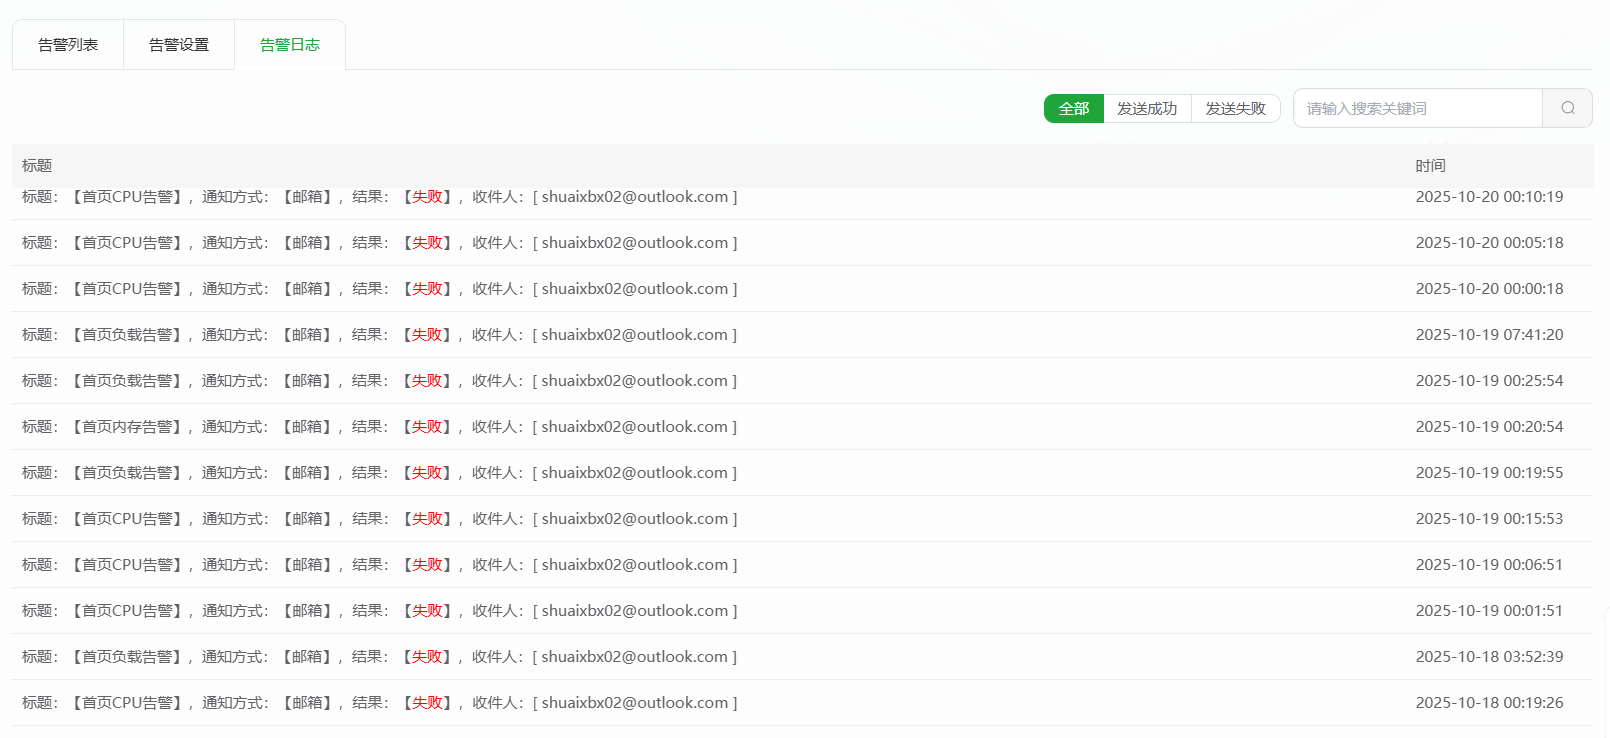 告警列表 告警设置 告警日志
全部 发送成功 发送失败 请输入搜索关键词
标题 时间
标题：【首页CPU告警】，通知方式：【邮箱】，结果：【失败】，收件人：[ shuaixbx02@outlook.com ] 2025-10-20 00:10:19
标题：【首页CPU告警】，通知方式：【邮箱】，结果：【失败】，收件人：[ shuaixbx02@outlook.com ] 2025-10-20 00:05:18
标题：【首页CPU告警】，通知方式：【邮箱】，结果：【失败】，收件人：[ shuaixbx02@outlook.com ] 2025-10-20 00:00:18
标题：【首页负载告警】，通知方式：【邮箱】，结果：【失败】，收件人：[ shuaixbx02@outlook.com ] 2025-10-19 07:41:20
标题：【首页负载告警】，通知方式：【邮箱】，结果：【失败】，收件人：[ shuaixbx02@outlook.com ] 2025-10-19 00:25:54
标题：【首页内存告警】，通知方式：【邮箱】，结果：【失败】，收件人：[ shuaixbx02@outlook.com ] 2025-10-19 00:20:54
标题：【首页负载告警】，通知方式：【邮箱】，结果：【失败】，收件人：[ shuaixbx02@outlook.com ] 2025-10-19 00:19:55
标题：【首页CPU告警】，通知方式：【邮箱】，结果：【失败】，收件人：[ shuaixbx02@outlook.com ] 2025-10-19 00:15:53
标题：【首页CPU告警】，通知方式：【邮箱】，结果：【失败】，收件人：[ shuaixbx02@outlook.com ] 2025-10-19 00:06:51
标题：【首页CPU告警】，通知方式：【邮箱】，结果：【失败】，收件人：[ shuaixbx02@outlook.com ] 2025-10-19 00:01:51
标题：【首页负载告警】，通知方式：【邮箱】，结果：【失败】，收件人：[ shuaixbx02@outlook.com ] 2025-10-18 03:52:39
标题：【首页CPU告警】，通知方式：【邮箱】，结果：【失败】，收件人：[ shuaixbx02@outlook.com ] 2025-10-18 00:19:26